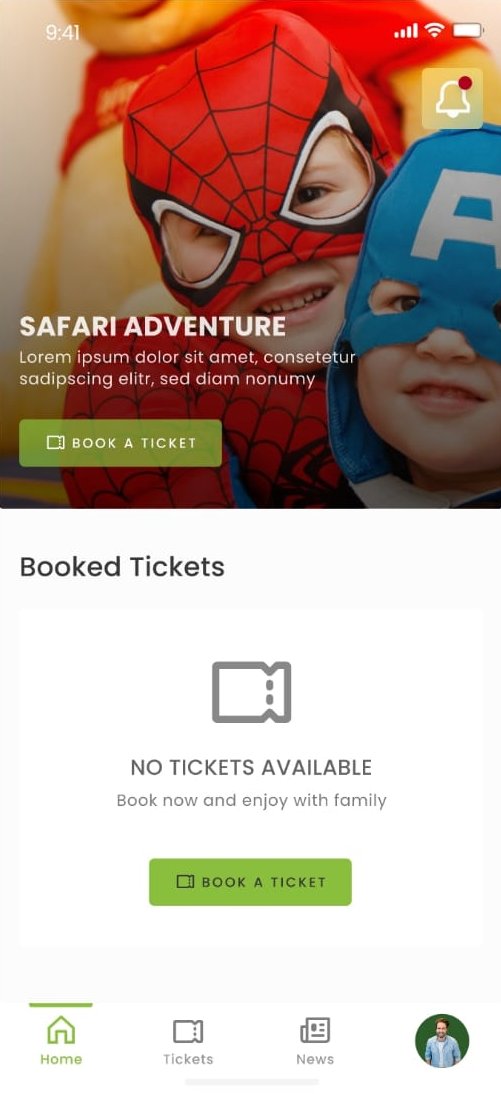 9:41
A
SAFARI ADVENTURE
Lorem ipsum dolor sit amet, consetetur
sadipscing elitr, sed diam nonumy
BOOK A TICKET
Booked Tickets
NO TICKETS AVAILABLE
Book now and enjoy with family
BOOK A TICKET
Home
Tickets
News